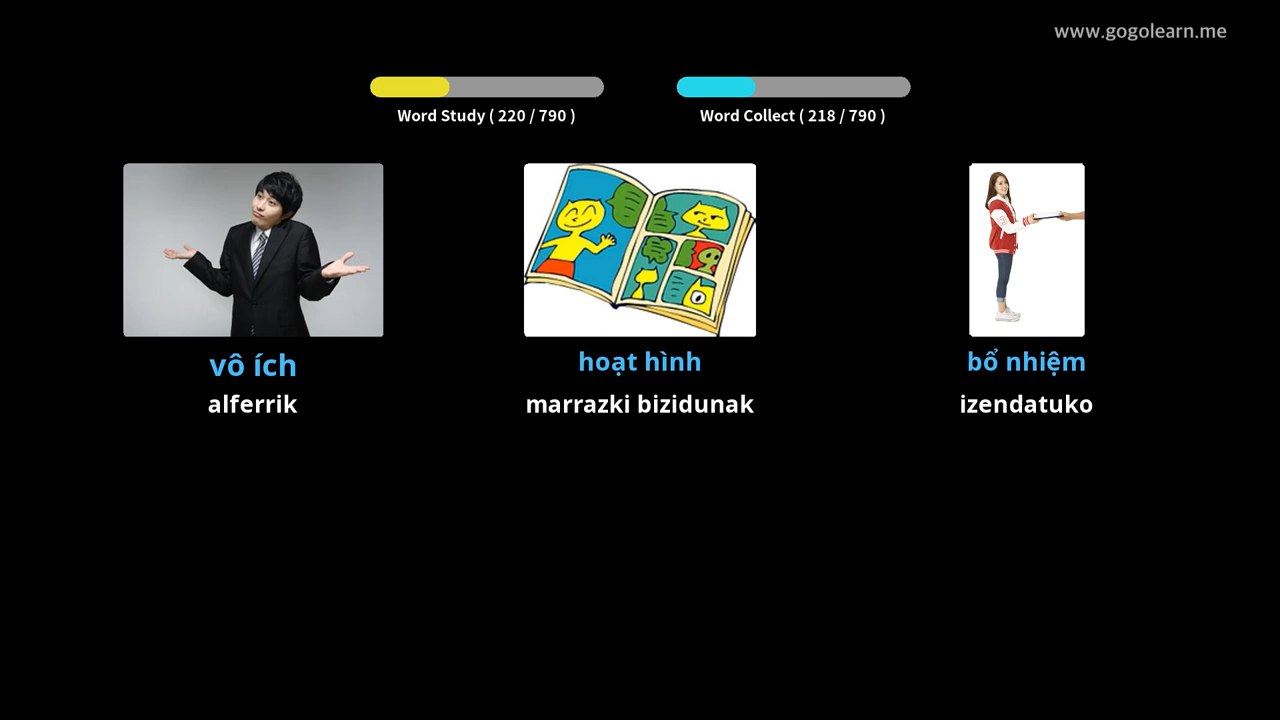 www.gogolearn.me
Word Study ( 220 / 790 )
Word Collect ( 218 / 790 )
vô ích
hoạt hình
bổ nhiệm
alferrik
marrazki bizidunak
izendatuko